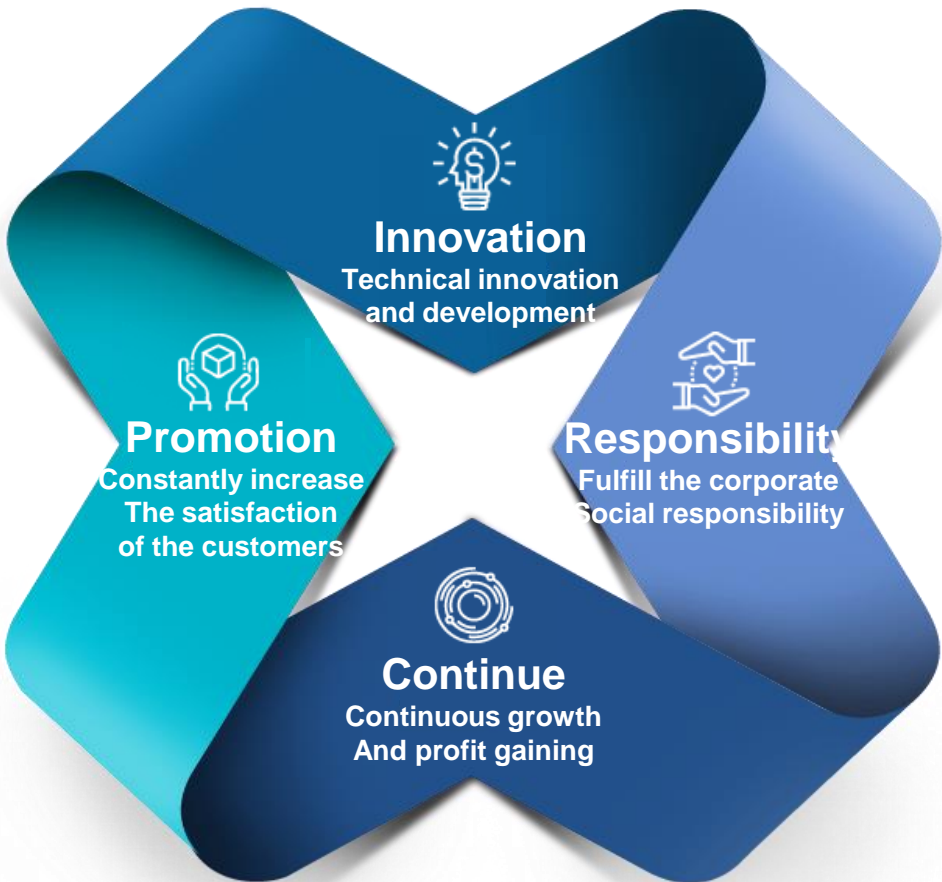 Innovation
Technical innovation
and development
Promotion
Constantly increase
The satisfaction
of the customers
Responsibility
Fulfill the corporate
Social responsibility
Continue
Continuous growth
And profit gaining